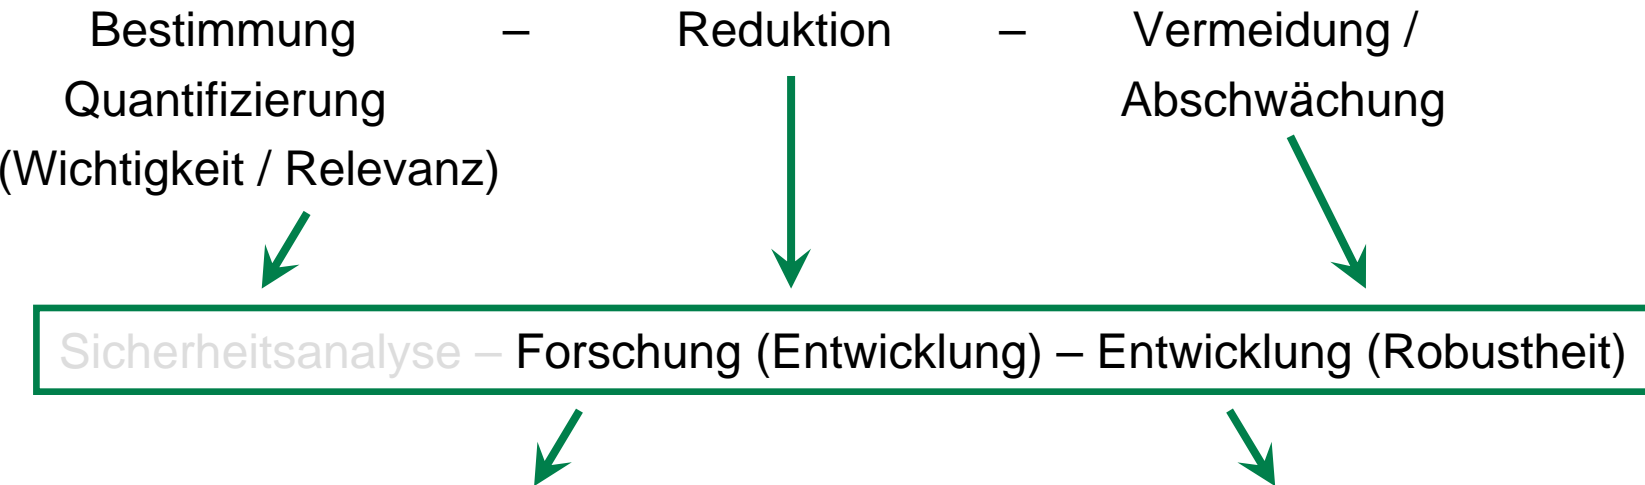 Bestimmung – Reduktion – Vermeidung /
Quantifizierung Abschwächung
(Wichtigkeit / Relevanz)
Sicherheitsanalyse – Forschung (Entwicklung) – Entwicklung (Robustheit)